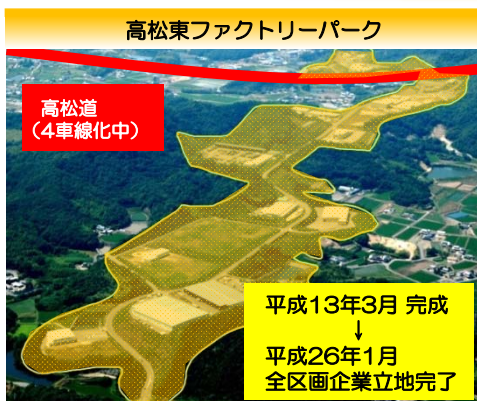 高松東ファクトリーパーク
高松道
（4車線化中）
平成13年3月 完成
↓
平成26年1月
全区画企業立地完了